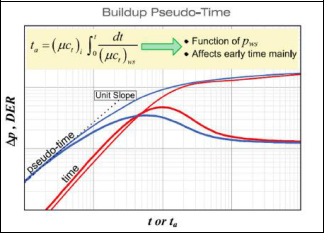 Buildup Pseudo-Time
t_a = (μc_t)_i ∫_0^t dt / (μc_t)_ws
◆ Function of p_ws
◆ Affects early time mainly
Unit Slope
pseudo-time
time
Δp, DER
t or t_a